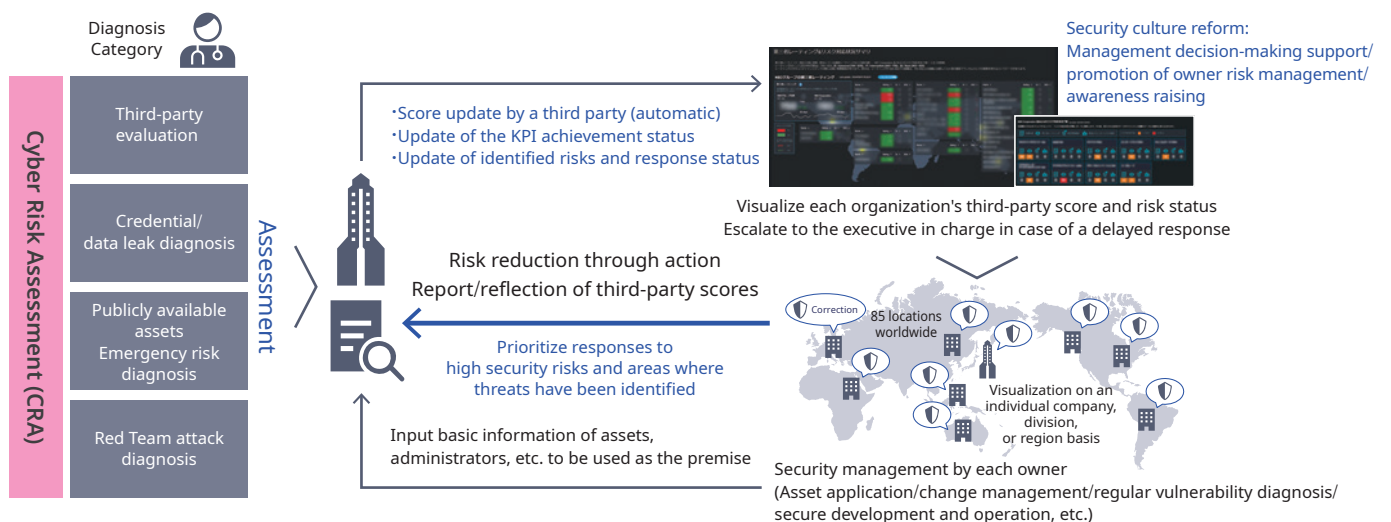 Diagnosis
Category
Cyber Risk Assessment (CRA)
Third-party
evaluation
Credential/
data leak diagnosis
Publicly available
assets
Emergency risk
diagnosis
Red Team attack
diagnosis
Assessment
・Score update by a third party (automatic)
・Update of the KPI achievement status
・Update of identified risks and response status
Security culture reform:
Management decision-making support/
promotion of owner risk management/
awareness raising
Visualize each organization's third-party score and risk status
Escalate to the executive in charge in case of a delayed response
Risk reduction through action
Report/reflection of third-party scores
Prioritize responses to
high security risks and areas where
threats have been identified
Correction
85 locations
worldwide
Visualization on an
individual company,
division,
or region basis
Input basic information of assets,
administrators, etc. to be used as the premise
Security management by each owner
(Asset application/change management/regular vulnerability diagnosis/
secure development and operation, etc.)